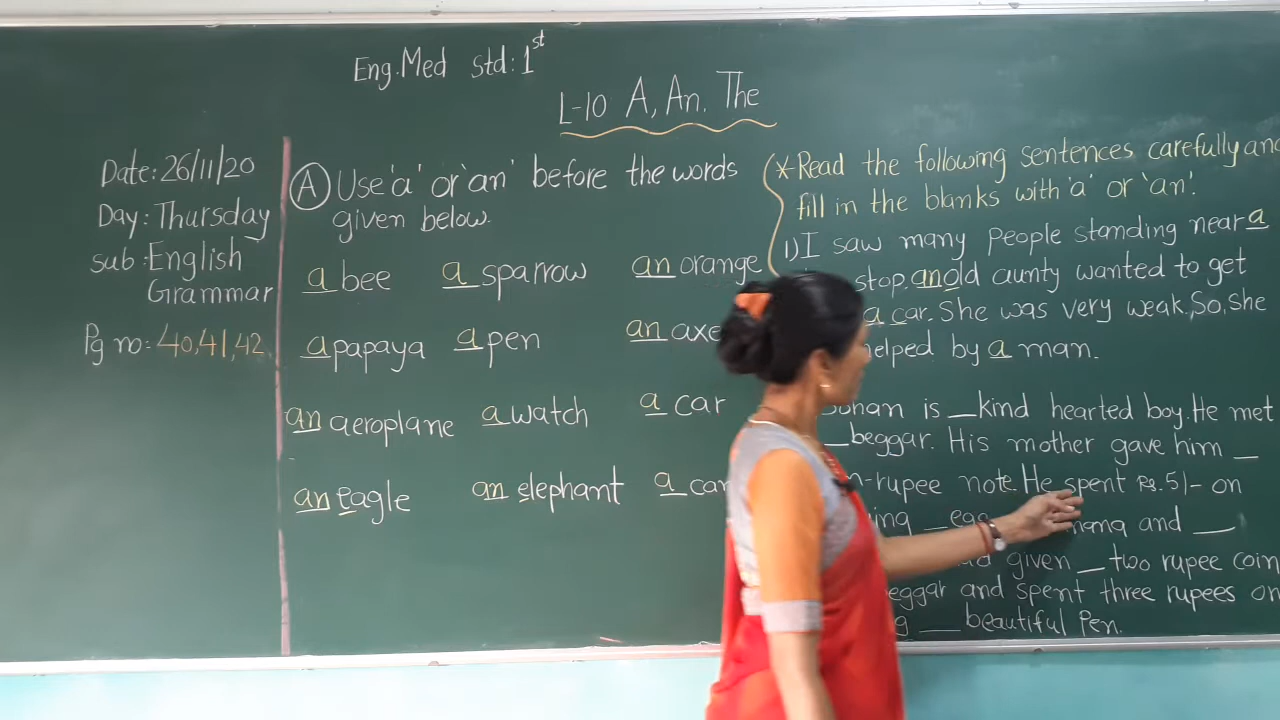 Eng.Med std: 1st
L-10 A, An, The
Date: 26/11/20
Day: Thursday
sub: English
Grammar
Pg no: 40,41,42
(A) Use 'a' or 'an' before the words
given below.
a bee a sparrow an orange
a papaya a pen an axe
an aeroplane a watch a car
an eagle an elephant a
*-Read the following sentences carefully and
fill in the blanks with 'a' or 'an'.
1) I saw many people standing near a
stop. an old aunty wanted to get
a car. She was very weak, So, She
helped by a man.
is _ kind hearted boy. He met
_ beggar. His mother gave him _
-rupee note. He spent Rs. 5/- on
_ and __
given _ two rupee coin
and spent three rupees on
__ beautiful Pen.